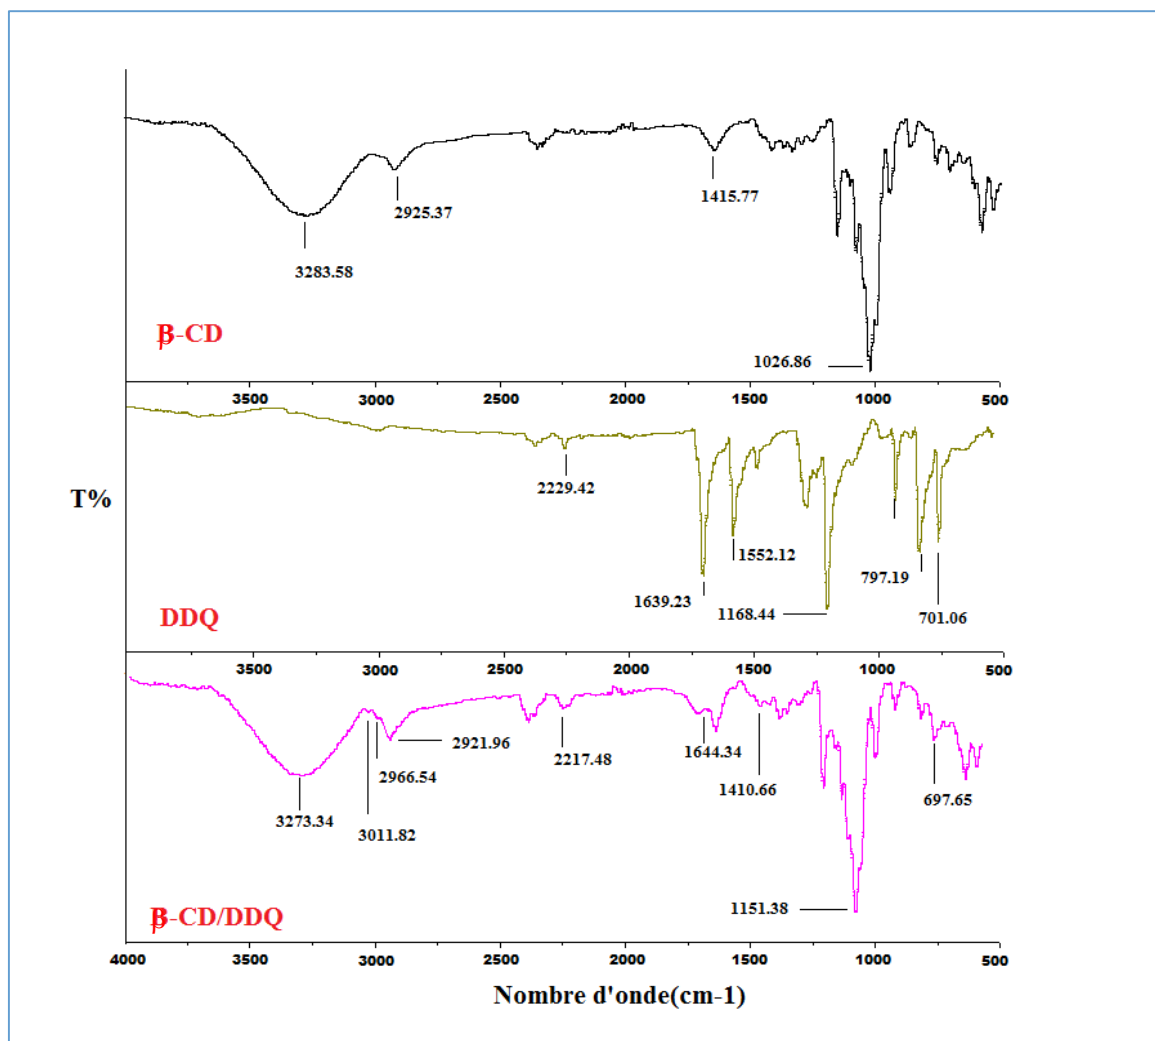 2925.37
1415.77
3283.58
β-CD
1026.86
3500 3000 2500 2000 1500 1000 500
2229.42
T%
1552.12
1639.23
797.19
1168.44
701.06
DDQ
3500 3000 2500 2000 1500 1000 500
2921.96
2217.48
1644.34
2966.54
1410.66
697.65
3273.34
3011.82
1151.38
β-CD/DDQ
4000 3500 3000 2500 2000 1500 1000 500
Nombre d'onde(cm-1)